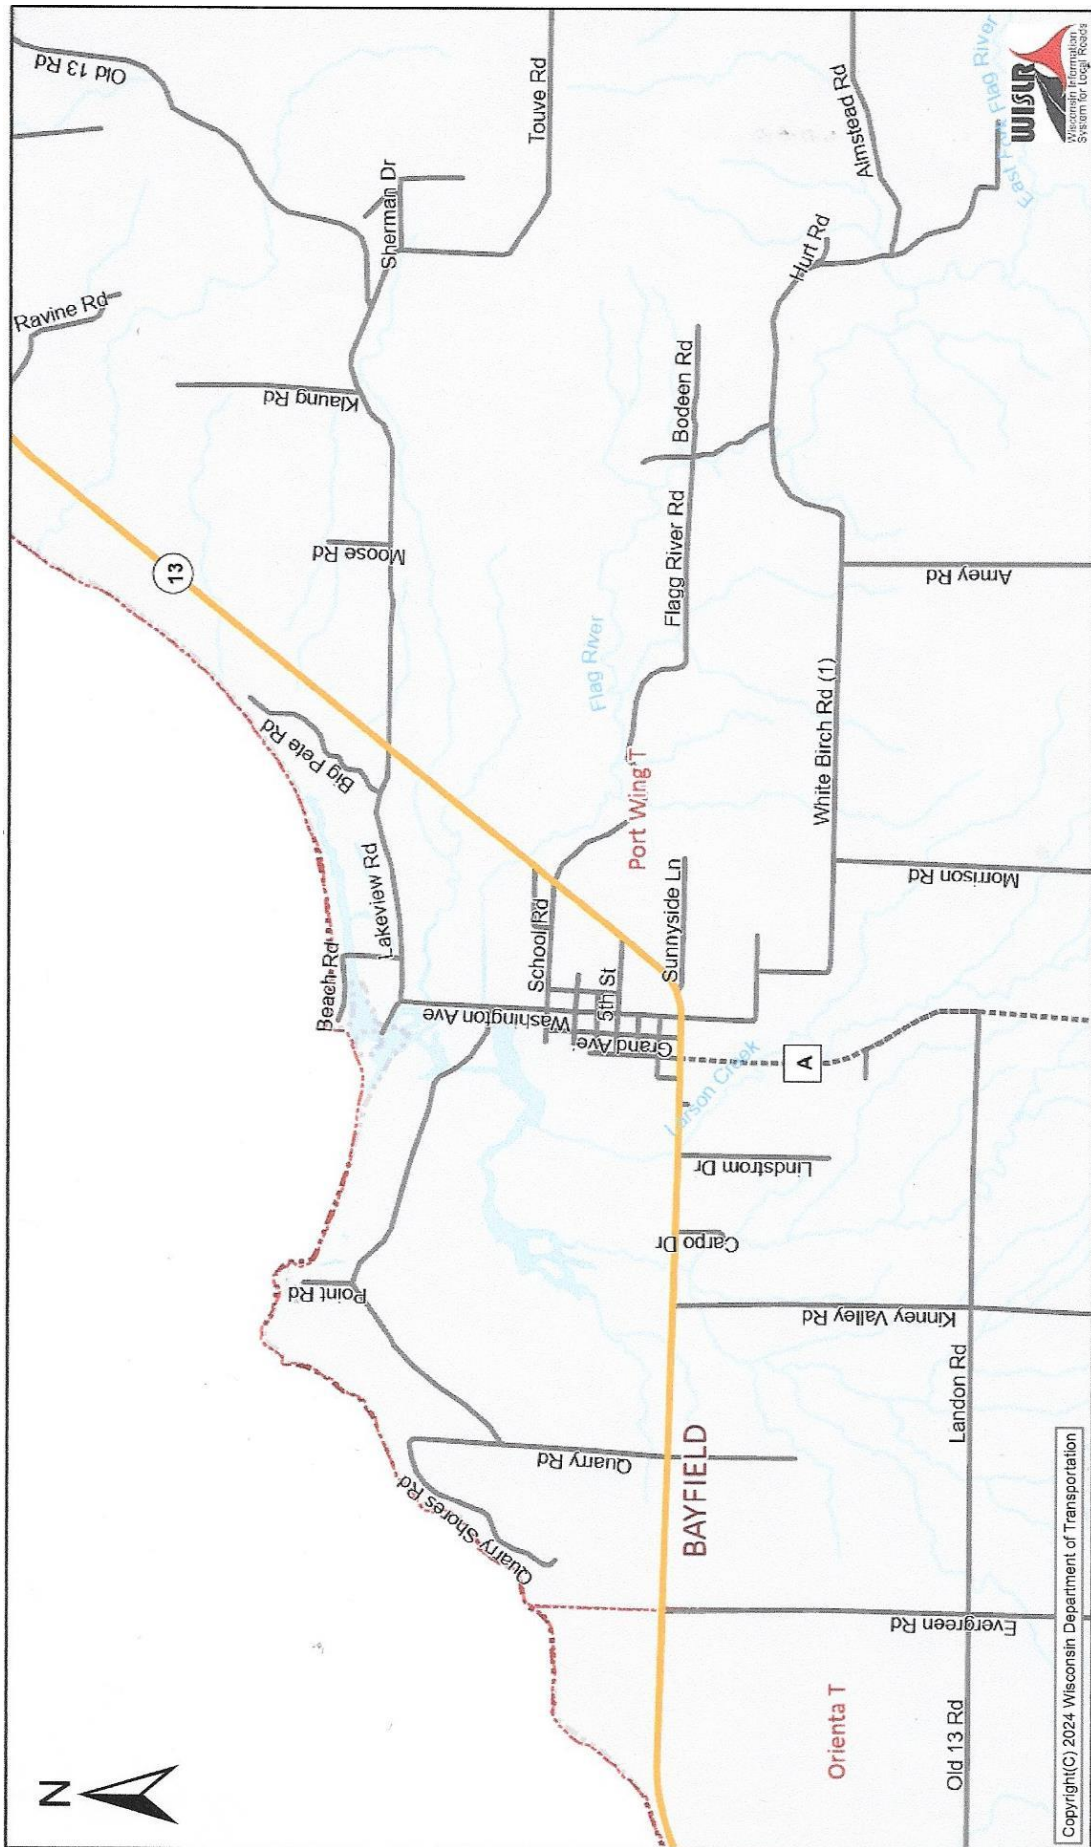 N
Old 13 Rd
Ravine Rd
Sherman Dr
Touve Rd
Klaung Rd
13
Moose Rd
Big Pete Rd
Lakeview Rd
Beach Rd
Point Rd
Washington Ave
School Rd
5th St
Grand Ave
Sunnyside Ln
Port Wing T
Flag River
Flagg River Rd
Bodeen Rd
Hurt Rd
Almstead Rd
East Fork Flag River
White Birch Rd (1)
Arney Rd
Morrison Rd
Larson Creek
A
Lindstrom Dr
Carpo Dr
Kinney Valley Rd
Landon Rd
Quarry Rd
Quarry Shores Rd
BAYFIELD
Evergreen Rd
Orienta T
Old 13 Rd
WISLR
Wisconsin Information
System for Local Roads
Copyright(C) 2024 Wisconsin Department of Transportation